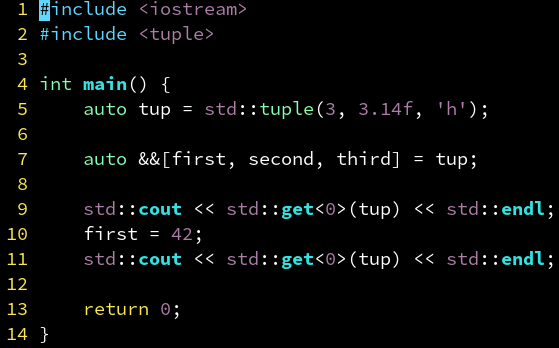 1 #include <iostream>
2 #include <tuple>
3
4 int main() {
5     auto tup = std::tuple(3, 3.14f, 'h');
6
7     auto &&[first, second, third] = tup;
8
9     std::cout << std::get<0>(tup) << std::endl;
10     first = 42;
11     std::cout << std::get<0>(tup) << std::endl;
12
13     return 0;
14 }